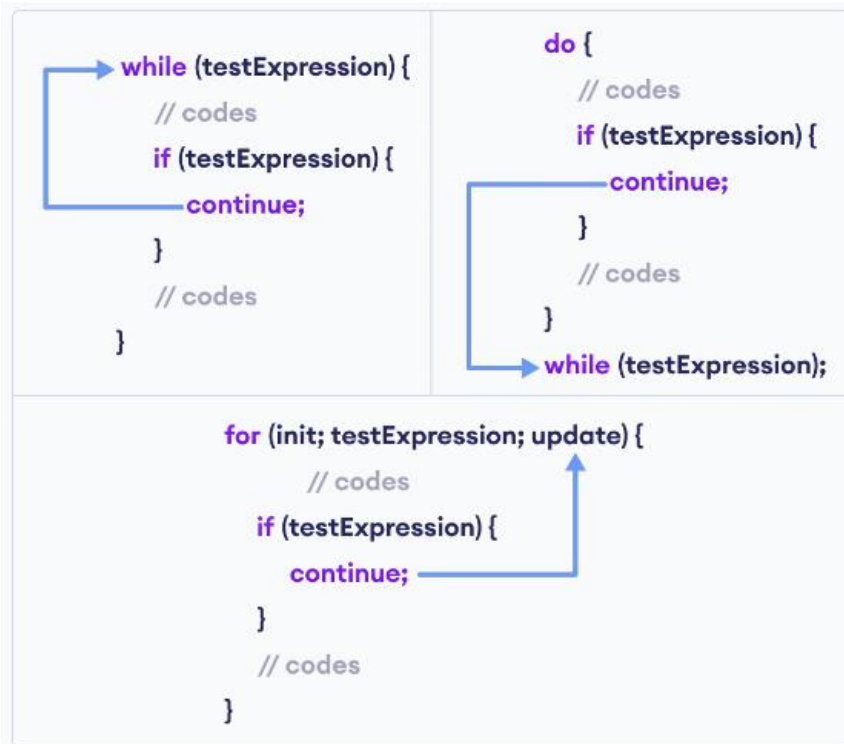 while (testExpression) {
// codes
if (testExpression) {
continue;
}
// codes
}
do {
// codes
if (testExpression) {
continue;
}
// codes
}
while (testExpression);
for (init; testExpression; update) {
// codes
if (testExpression) {
continue;
}
// codes
}